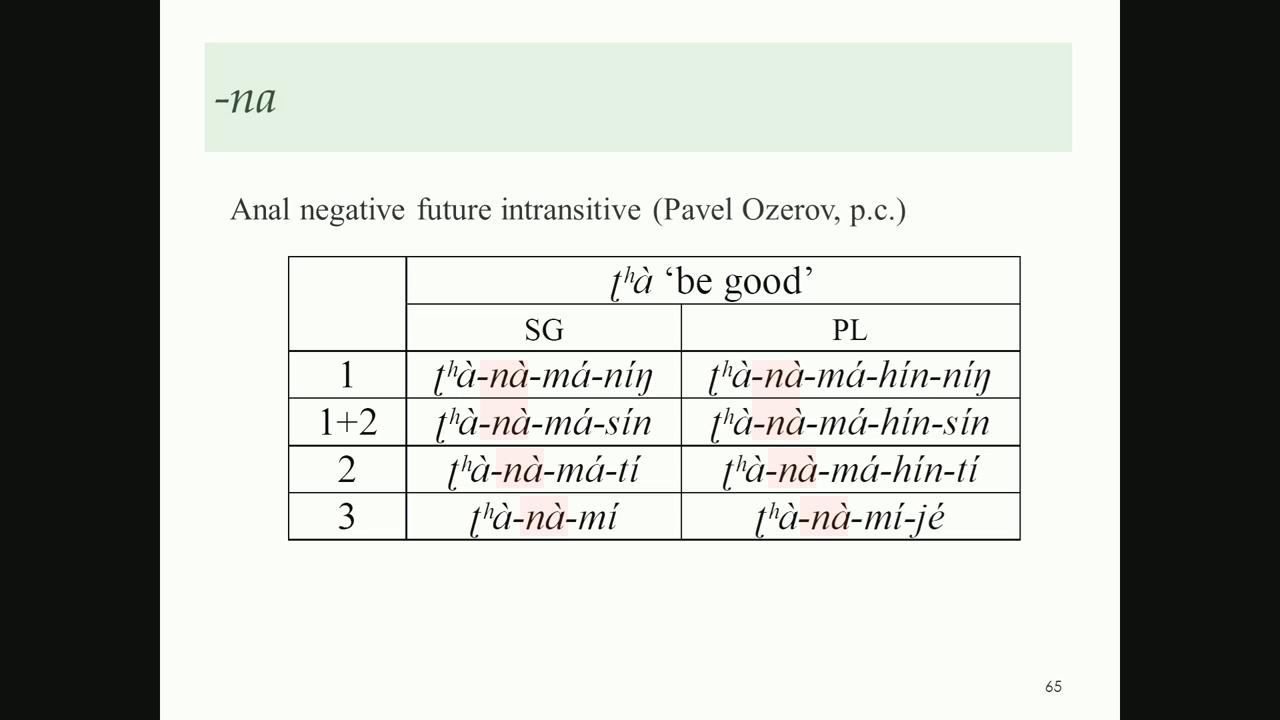 -na
Anal negative future intransitive (Pavel Ozerov, p.c.)
ʈʰà ‘be good’
SG PL
1 ʈʰà-nà-má-níŋ ʈʰà-nà-má-hín-níŋ
1+2 ʈʰà-nà-má-sín ʈʰà-nà-má-hín-sín
2 ʈʰà-nà-má-tí ʈʰà-nà-má-hín-tí
3 ʈʰà-nà-mí ʈʰà-nà-mí-jé
65